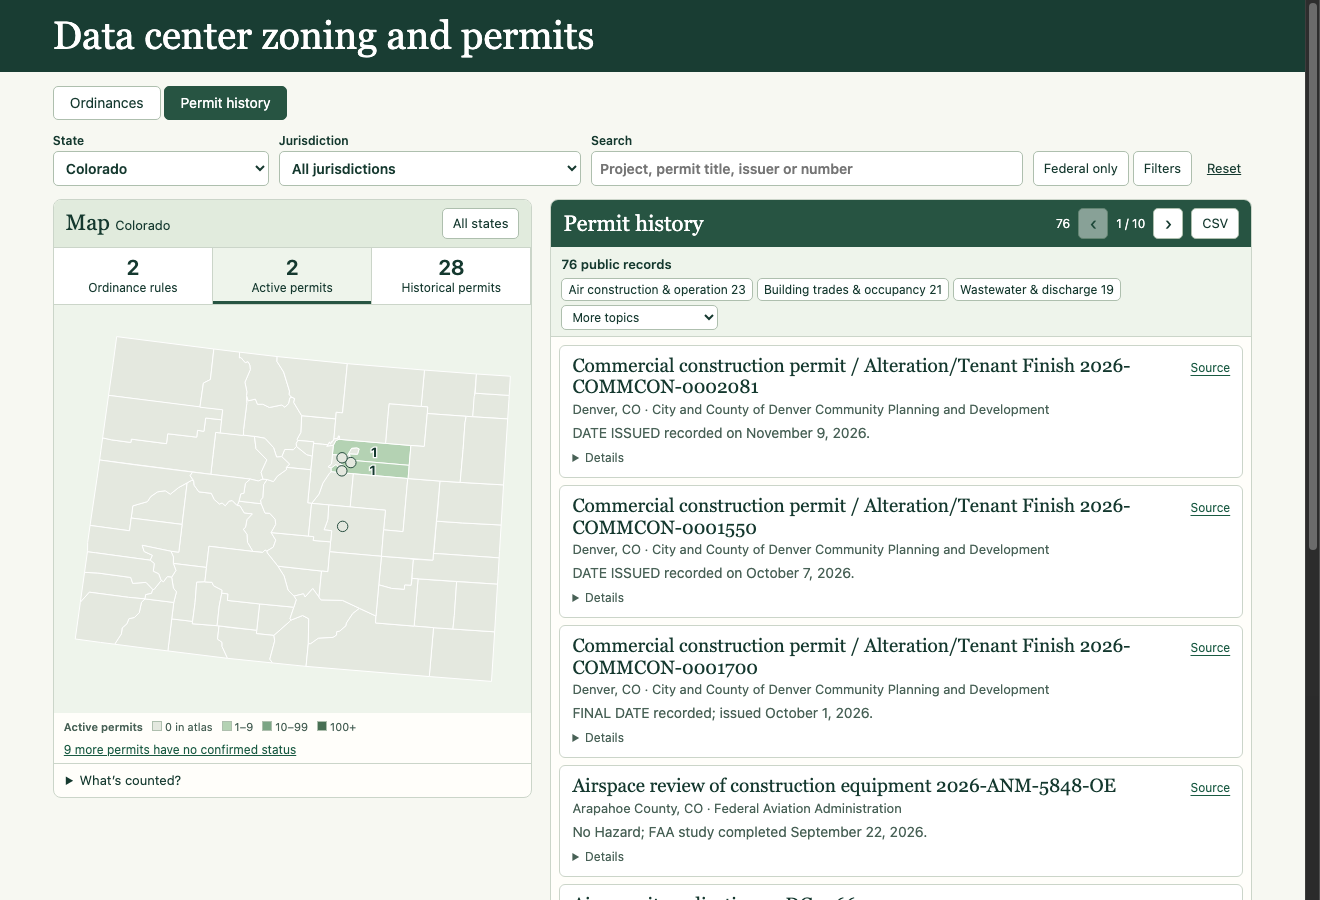 Data center zoning and permits
Ordinances
Permit history
State
Jurisdiction
Search
Colorado
All jurisdictions
Project, permit title, issuer or number
Federal only
Filters
Reset
Map Colorado
All states
2
Ordinance rules
2
Active permits
28
Historical permits
1
1
Active permits 0 in atlas 1–9 10–99 100+
9 more permits have no confirmed status
What's counted?
Permit history
76
1 / 10
CSV
76 public records
Air construction & operation 23
Building trades & occupancy 21
Wastewater & discharge 19
More topics
Commercial construction permit / Alteration/Tenant Finish 2026-
COMMCON-0002081
Source
Denver, CO · City and County of Denver Community Planning and Development
DATE ISSUED recorded on November 9, 2026.
Details
Commercial construction permit / Alteration/Tenant Finish 2026-
COMMCON-0001550
Source
Denver, CO · City and County of Denver Community Planning and Development
DATE ISSUED recorded on October 7, 2026.
Details
Commercial construction permit / Alteration/Tenant Finish 2026-
COMMCON-0001700
Source
Denver, CO · City and County of Denver Community Planning and Development
FINAL DATE recorded; issued October 1, 2026.
Details
Airspace review of construction equipment 2026-ANM-5848-OE
Source
Arapahoe County, CO · Federal Aviation Administration
No Hazard; FAA study completed September 22, 2026.
Details